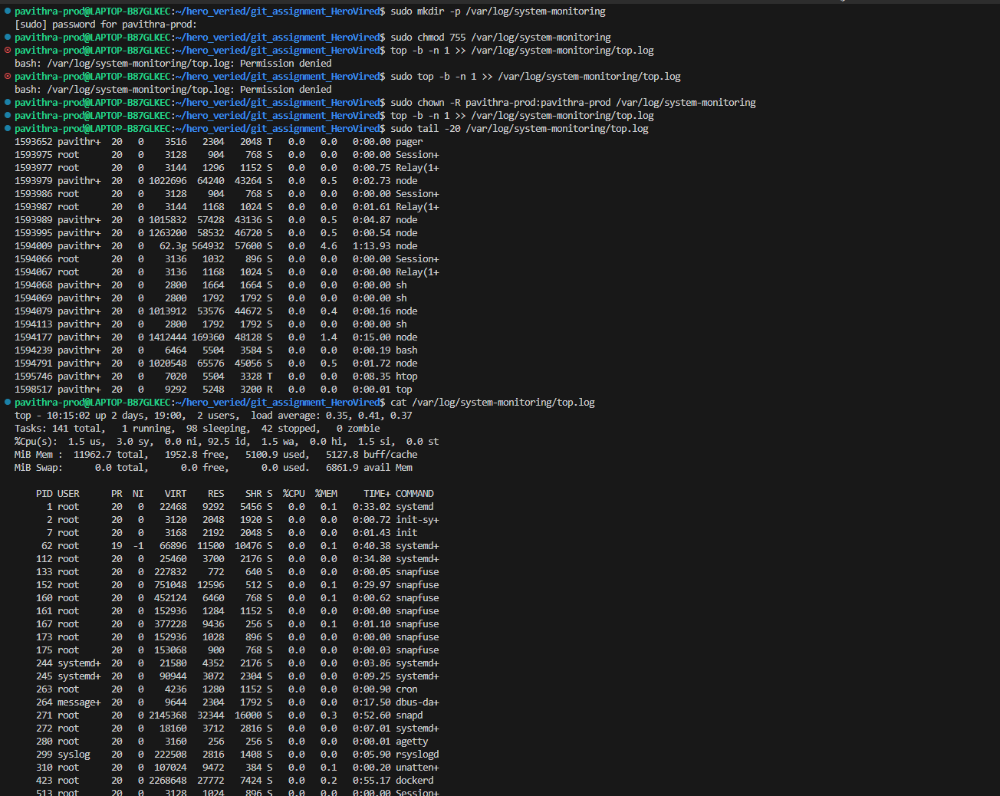 pavithra-prod@LAPTOP-B87GLKEC:~/hero_veried/git_assignment_HeroVired$ sudo mkdir -p /var/log/system-monitoring
[sudo] password for pavithra-prod:
pavithra-prod@LAPTOP-B87GLKEC:~/hero_veried/git_assignment_HeroVired$ sudo chmod 755 /var/log/system-monitoring
pavithra-prod@LAPTOP-B87GLKEC:~/hero_veried/git_assignment_HeroVired$ top -b -n 1 >> /var/log/system-monitoring/top.log
bash: /var/log/system-monitoring/top.log: Permission denied
pavithra-prod@LAPTOP-B87GLKEC:~/hero_veried/git_assignment_HeroVired$ sudo top -b -n 1 >> /var/log/system-monitoring/top.log
bash: /var/log/system-monitoring/top.log: Permission denied
pavithra-prod@LAPTOP-B87GLKEC:~/hero_veried/git_assignment_HeroVired$ sudo chown -R pavithra-prod:pavithra-prod /var/log/system-monitoring
pavithra-prod@LAPTOP-B87GLKEC:~/hero_veried/git_assignment_HeroVired$ top -b -n 1 >> /var/log/system-monitoring/top.log
pavithra-prod@LAPTOP-B87GLKEC:~/hero_veried/git_assignment_HeroVired$ sudo tail -20 /var/log/system-monitoring/top.log
1593652 pavithr+  20   0    3516   2304   2048 T   0.0   0.0   0:00.00 pager
1593975 root      20   0    3128    904    768 S   0.0   0.0   0:00.00 Session+
1593977 root      20   0    3144   1296   1152 S   0.0   0.0   0:00.75 Relay(1+
1593979 pavithr+  20   0 1022696  64240  43264 S   0.0   0.5   0:02.73 node
1593986 root      20   0    3128    904    768 S   0.0   0.0   0:00.00 Session+
1593987 root      20   0    3144   1168   1024 S   0.0   0.0   0:01.61 Relay(1+
1593989 pavithr+  20   0 1015832  57428  43136 S   0.0   0.5   0:04.87 node
1593995 pavithr+  20   0 1263200  58532  46720 S   0.0   0.5   0:00.54 node
1594009 pavithr+  20   0   62.3g 564932  57600 S   0.0   4.6   1:13.93 node
1594066 root      20   0    3136   1032    896 S   0.0   0.0   0:00.00 Session+
1594067 root      20   0    3136   1168   1024 S   0.0   0.0   0:00.00 Relay(1+
1594068 pavithr+  20   0    2800   1664   1664 S   0.0   0.0   0:00.00 sh
1594069 pavithr+  20   0    2800   1792   1792 S   0.0   0.0   0:00.00 sh
1594079 pavithr+  20   0 1013912  53576  44672 S   0.0   0.4   0:00.16 node
1594113 pavithr+  20   0    2800   1792   1792 S   0.0   0.0   0:00.00 sh
1594177 pavithr+  20   0 1412444 169360  48128 S   0.0   1.4   0:15.00 node
1594239 pavithr+  20   0    6464   5504   3584 S   0.0   0.0   0:00.19 bash
1594791 pavithr+  20   0 1020548  65576  45056 S   0.0   0.5   0:01.72 node
1595746 pavithr+  20   0    7020   5504   3328 T   0.0   0.0   0:08.35 htop
1598517 pavithr+  20   0    9292   5248   3200 R   0.0   0.0   0:00.01 top
pavithra-prod@LAPTOP-B87GLKEC:~/hero_veried/git_assignment_HeroVired$ cat /var/log/system-monitoring/top.log
top - 10:15:02 up 2 days, 19:00,  2 users,  load average: 0.35, 0.41, 0.37
Tasks: 141 total,   1 running,  98 sleeping,  42 stopped,   0 zombie
%Cpu(s):  1.5 us,  3.0 sy,  0.0 ni, 92.5 id,  1.5 wa,  0.0 hi,  1.5 si,  0.0 st
MiB Mem :  11962.7 total,   1952.8 free,   5100.9 used,   5127.8 buff/cache
MiB Swap:      0.0 total,      0.0 free,      0.0 used.   6861.9 avail Mem
PID USER      PR  NI    VIRT    RES    SHR S  %CPU  %MEM     TIME+ COMMAND
1 root      20   0   22468   9292   5456 S   0.0   0.1   0:33.02 systemd
2 root      20   0    3120   2048   1920 S   0.0   0.0   0:00.72 init-sy+
7 root      20   0    3168   2192   2048 S   0.0   0.0   0:01.43 init
62 root      19  -1   66896  11500  10476 S   0.0   0.1   0:40.38 systemd+
112 root      20   0   25460   3700   2176 S   0.0   0.0   0:34.80 systemd+
133 root      20   0  227832    772    640 S   0.0   0.0   0:00.05 snapfuse
152 root      20   0  751048  12596    512 S   0.0   0.1   0:29.97 snapfuse
160 root      20   0  452124   6460    768 S   0.0   0.1   0:00.62 snapfuse
161 root      20   0  152936   1284   1152 S   0.0   0.0   0:00.00 snapfuse
167 root      20   0  377228   9436    256 S   0.0   0.1   0:01.10 snapfuse
173 root      20   0  152936   1028    896 S   0.0   0.0   0:00.00 snapfuse
175 root      20   0  153068    900    768 S   0.0   0.0   0:00.03 snapfuse
244 systemd+  20   0   21580   4352   2176 S   0.0   0.0   0:03.86 systemd+
245 systemd+  20   0   90944   3072   2304 S   0.0   0.0   0:09.25 systemd+
263 root      20   0    4236   1280   1152 S   0.0   0.0   0:00.90 cron
264 message+  20   0    9644   2304   1792 S   0.0   0.0   0:17.50 dbus-da+
271 root      20   0 2145368  32344  16000 S   0.0   0.3   0:52.60 snapd
272 root      20   0   18160   3712   2816 S   0.0   0.0   0:07.01 systemd+
280 root      20   0    3160    256    256 S   0.0   0.0   0:00.01 agetty
299 syslog    20   0  222508   2816   1408 S   0.0   0.0   0:05.90 rsyslogd
310 root      20   0  107024   9472    384 S   0.0   0.1   0:00.20 unatten+
423 root      20   0 2268648  27772   7424 S   0.0   0.2   0:55.17 dockerd
513 root      20   0    3128   1024    896 S   0.0   0.0   0:00.00 Session+